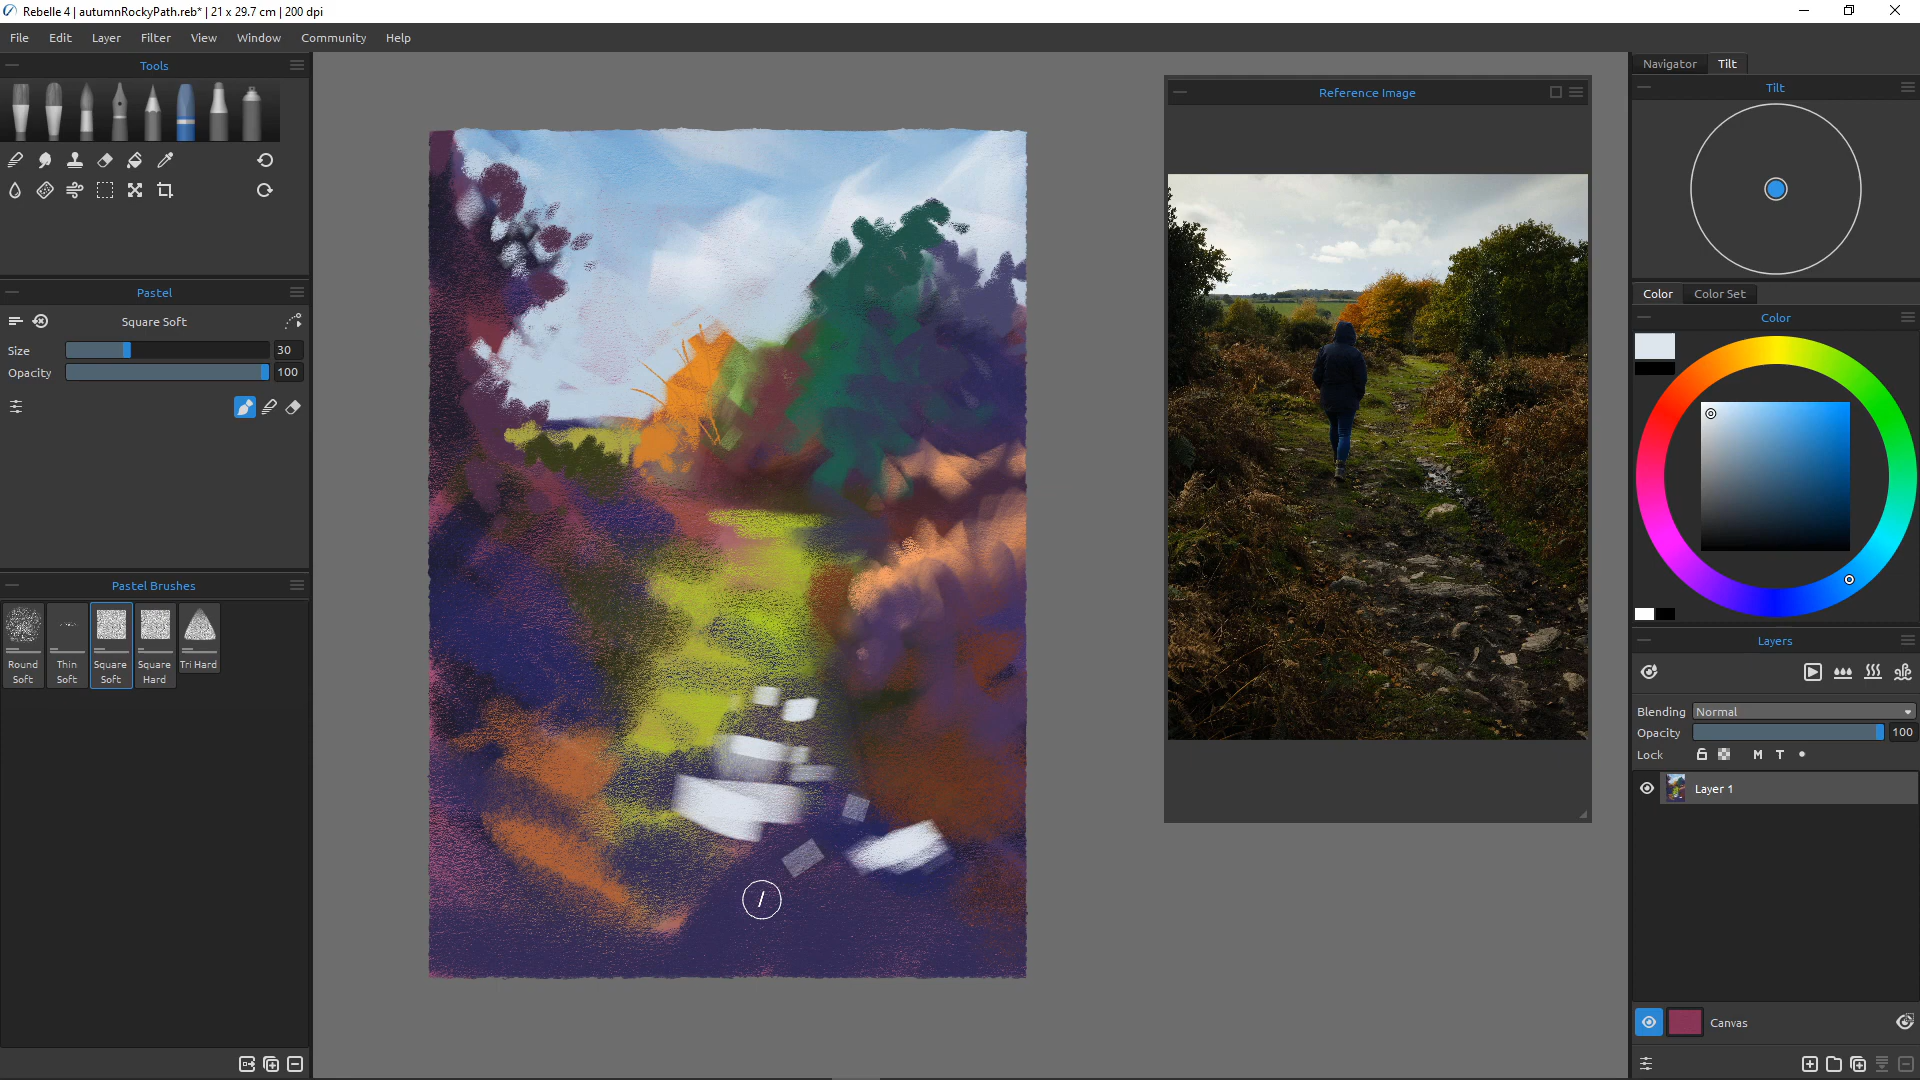 Rebelle 4 | autumnRockyPath.reb* | 21 x 29.7 cm | 200 dpi
File Edit Layer Filter View Window Community Help
Tools
Pastel
Square Soft
Size 30
Opacity 100
Pastel Brushes
Round Soft
Thin Soft
Square Soft
Square Hard
Tri Hard
Reference Image
Navigator Tilt
Tilt
Color Color Set
Color
Layers
Blending Normal
Opacity 100
Lock M T
Layer 1
Canvas